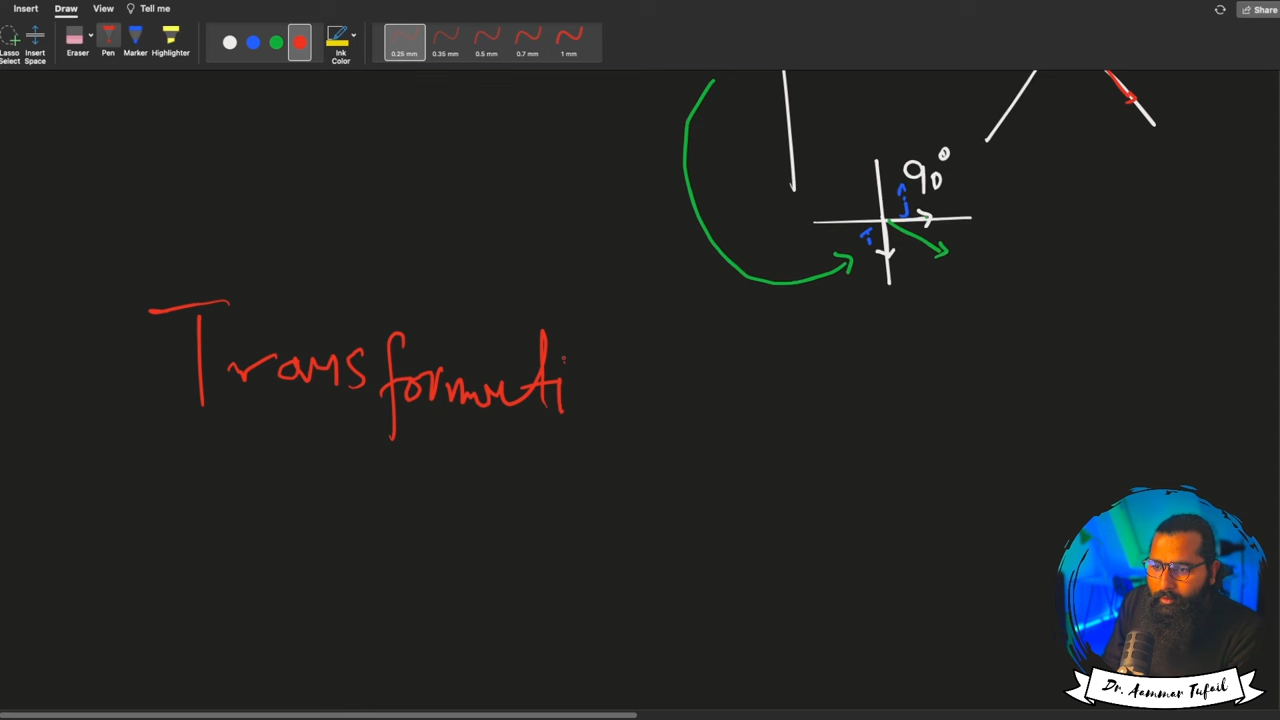 Insert Draw View Tell me
Share
Lasso Select
Insert Space
Eraser
Pen
Marker
Highlighter
Ink Color
0.25 mm
0.35 mm
0.5 mm
0.7 mm
1 mm
90°
ĵ
î
Transformati
Dr. Aammar Tufail